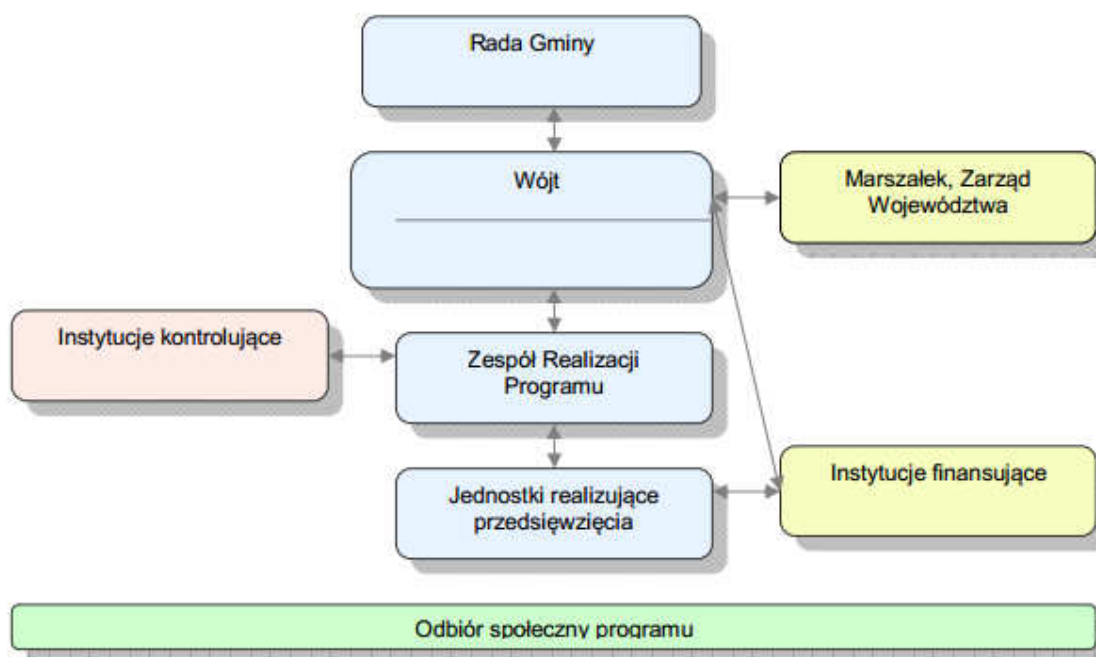 Rada Gminy
Wójt
Marszałek, Zarząd
Województwa
Instytucje kontrolujące
Zespół Realizacji
Programu
Jednostki realizujące
przedsięwzięcia
Instytucje finansujące
Odbiór społeczny programu